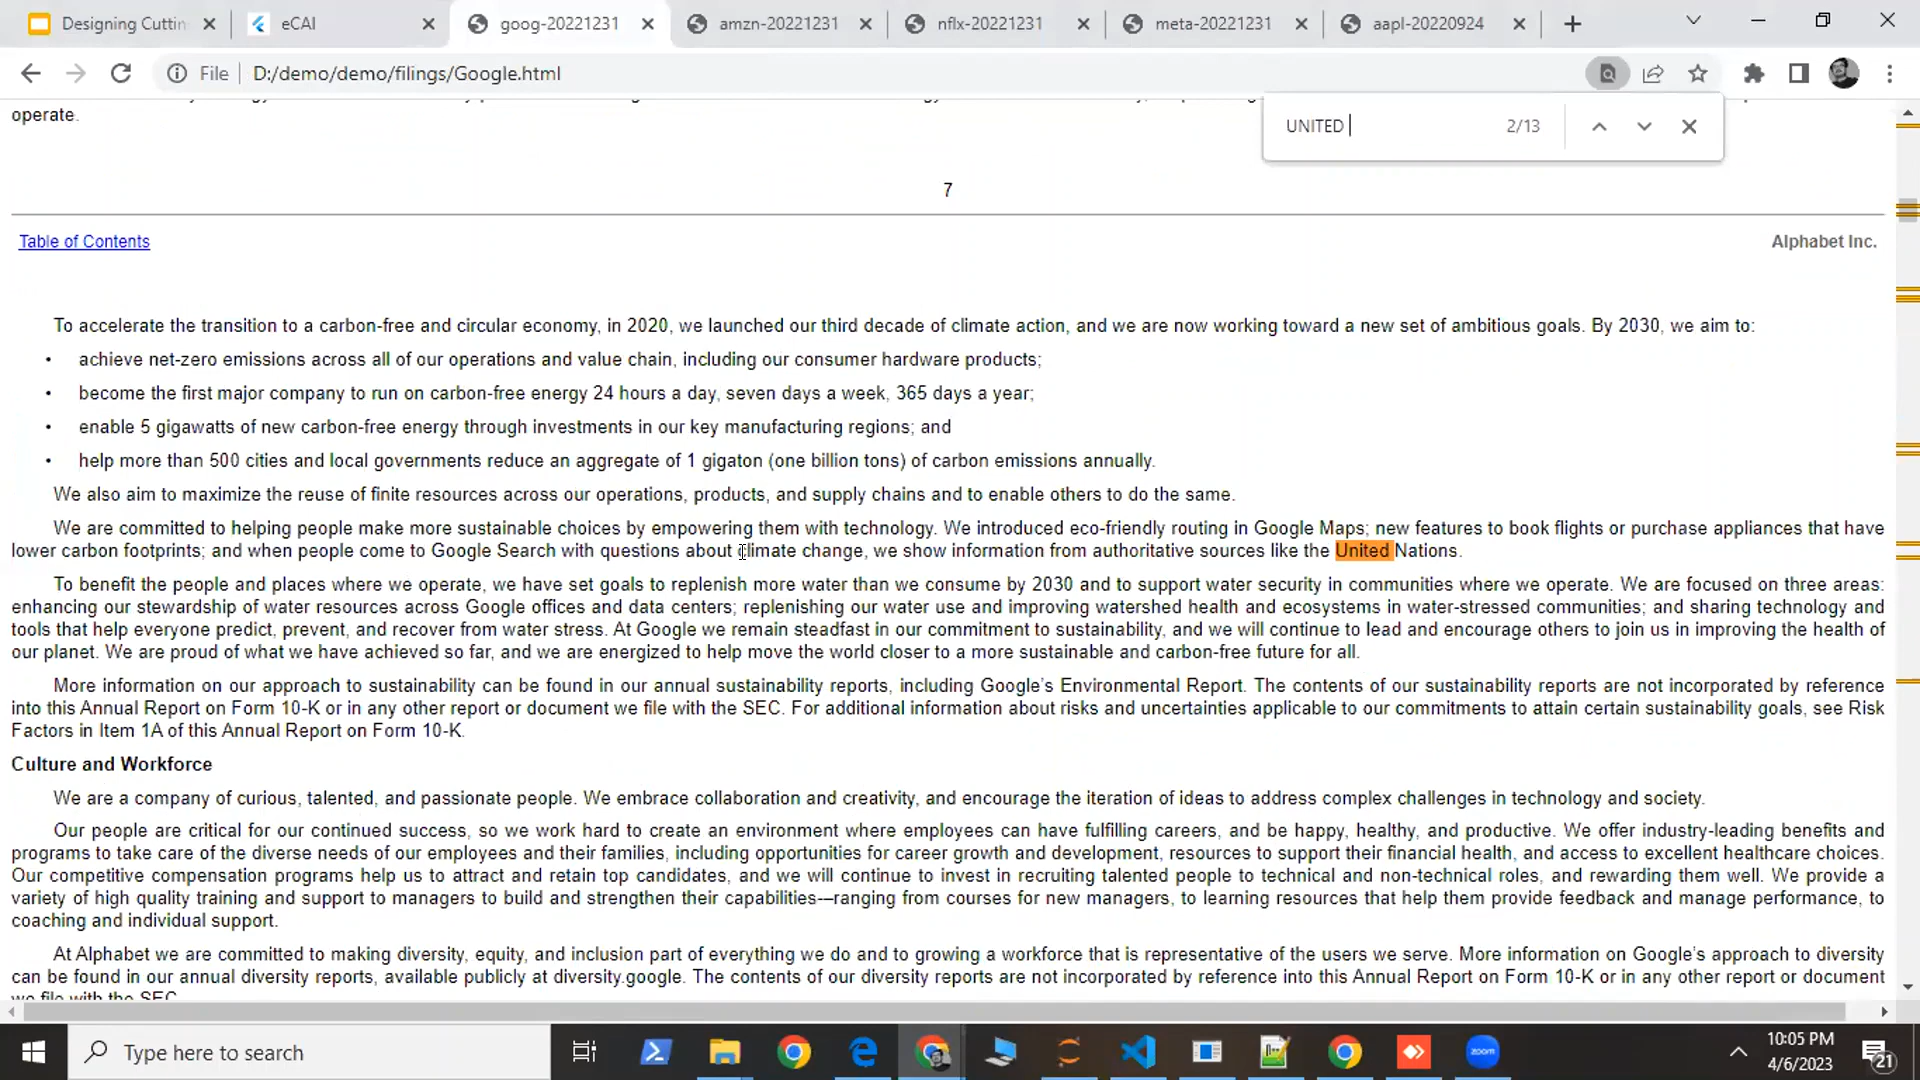 Designing Cuttin
eCAI
goog-20221231
amzn-20221231
nflx-20221231
meta-20221231
aapl-20220924
File
D:/demo/demo/filings/Google.html
UNITED
2/13
operate.
7
Table of Contents
Alphabet Inc.
To accelerate the transition to a carbon-free and circular economy, in 2020, we launched our third decade of climate action, and we are now working toward a new set of ambitious goals. By 2030, we aim to:
• achieve net-zero emissions across all of our operations and value chain, including our consumer hardware products;
• become the first major company to run on carbon-free energy 24 hours a day, seven days a week, 365 days a year;
• enable 5 gigawatts of new carbon-free energy through investments in our key manufacturing regions; and
• help more than 500 cities and local governments reduce an aggregate of 1 gigaton (one billion tons) of carbon emissions annually.
We also aim to maximize the reuse of finite resources across our operations, products, and supply chains and to enable others to do the same.
We are committed to helping people make more sustainable choices by empowering them with technology. We introduced eco-friendly routing in Google Maps; new features to book flights or purchase appliances that have
lower carbon footprints; and when people come to Google Search with questions about climate change, we show information from authoritative sources like the United Nations.
To benefit the people and places where we operate, we have set goals to replenish more water than we consume by 2030 and to support water security in communities where we operate. We are focused on three areas:
enhancing our stewardship of water resources across Google offices and data centers; replenishing our water use and improving watershed health and ecosystems in water-stressed communities; and sharing technology and
tools that help everyone predict, prevent, and recover from water stress. At Google we remain steadfast in our commitment to sustainability, and we will continue to lead and encourage others to join us in improving the health of
our planet. We are proud of what we have achieved so far, and we are energized to help move the world closer to a more sustainable and carbon-free future for all.
More information on our approach to sustainability can be found in our annual sustainability reports, including Google's Environmental Report. The contents of our sustainability reports are not incorporated by reference
into this Annual Report on Form 10-K or in any other report or document we file with the SEC. For additional information about risks and uncertainties applicable to our commitments to attain certain sustainability goals, see Risk
Factors in Item 1A of this Annual Report on Form 10-K.
Culture and Workforce
We are a company of curious, talented, and passionate people. We embrace collaboration and creativity, and encourage the iteration of ideas to address complex challenges in technology and society.
Our people are critical for our continued success, so we work hard to create an environment where employees can have fulfilling careers, and be happy, healthy, and productive. We offer industry-leading benefits and
programs to take care of the diverse needs of our employees and their families, including opportunities for career growth and development, resources to support their financial health, and access to excellent healthcare choices.
Our competitive compensation programs help us to attract and retain top candidates, and we will continue to invest in recruiting talented people to technical and non-technical roles, and rewarding them well. We provide a
variety of high quality training and support to managers to build and strengthen their capabilities—ranging from courses for new managers, to learning resources that help them provide feedback and manage performance, to
coaching and individual support.
At Alphabet we are committed to making diversity, equity, and inclusion part of everything we do and to growing a workforce that is representative of the users we serve. More information on Google's approach to diversity
can be found in our annual diversity reports, available publicly at diversity.google. The contents of our diversity reports are not incorporated by reference into this Annual Report on Form 10-K or in any other report or document
we file with the SEC.
Type here to search
zoom
10:05 PM
4/6/2023
21